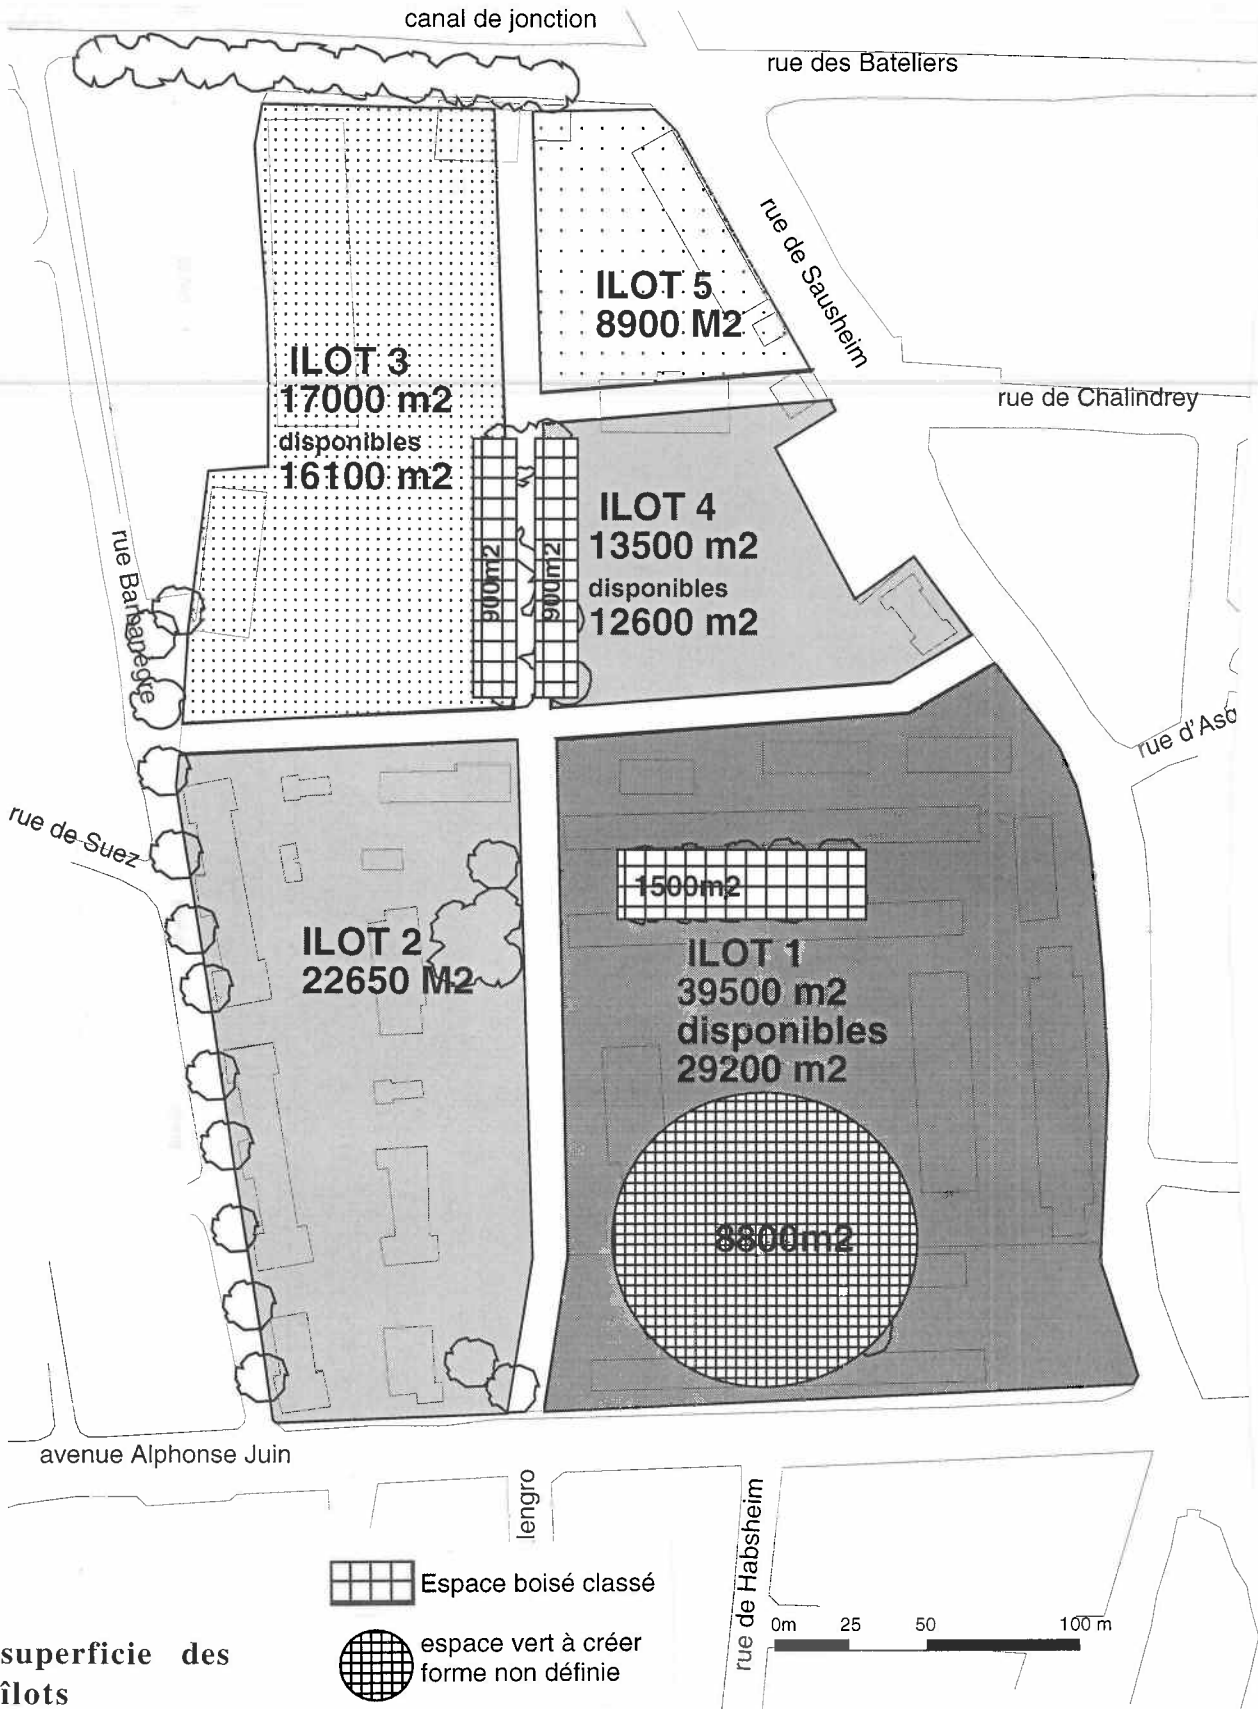 canal de jonction
rue des Bateliers
rue de Sausheim
ILOT 5
8900 M2
ILOT 3
17000 m2
disponibles
16100 m2
rue de Chalindrey
ILOT 4
13500 m2
disponibles
12600 m2
900m2
900m2
rue Barbanègre
rue d'Asc
rue de Suez
1500m2
ILOT 2
22650 M2
ILOT 1
39500 m2
disponibles
29200 m2
8800m2
avenue Alphonse Juin
lengro
rue de Habsheim
Espace boisé classé
espace vert à créer
forme non définie
0m 25 50 100 m
superficie des
îlots